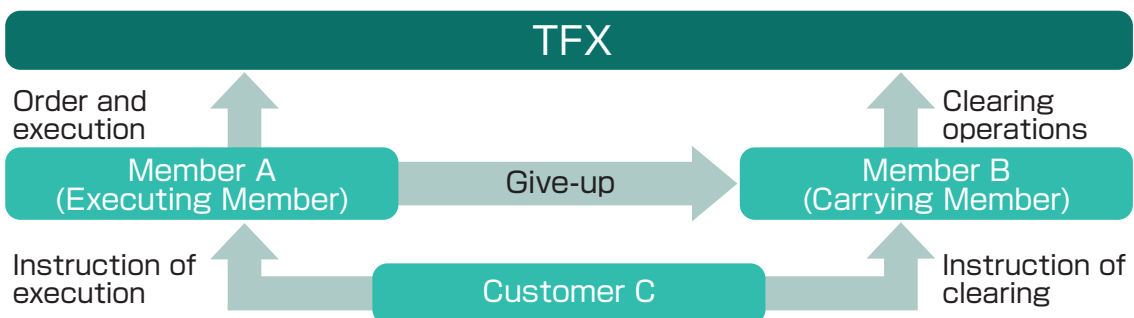 TFX
Order and
execution
Clearing
operations
Member A
(Executing Member)
Give-up
Member B
(Carrying Member)
Instruction of
execution
Customer C
Instruction of
clearing